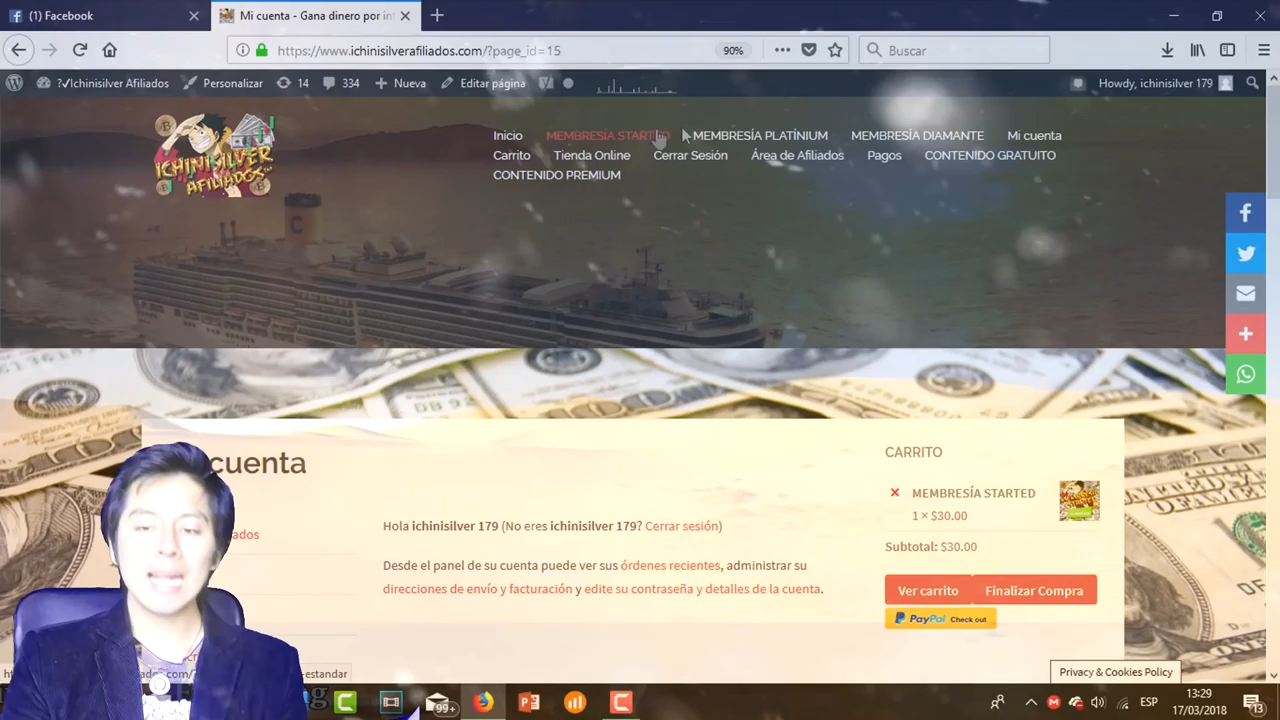 (1) Facebook
Mi cuenta - Gana dinero por in
https://www.ichinisilverafiliados.com/?page_id=15
90%
Buscar
?√Ichinisilver Afiliados
Personalizar
14
334
Nueva
Editar página
Howdy, ichinisilver 179
ICHINISILVER
AFILIADOS
Inicio MEMBRESÍA STARTED MEMBRESÍA PLATÍNIUM MEMBRESÍA DIAMANTE Mi cuenta
Carrito Tienda Online Cerrar Sesión Área de Afiliados Pagos CONTENIDO GRATUITO
CONTENIDO PREMIUM
cuenta
ados
Hola ichinisilver 179 (No eres ichinisilver 179? Cerrar sesión)
Desde el panel de su cuenta puede ver sus órdenes recientes, administrar su
direcciones de envío y facturación y edite su contraseña y detalles de la cuenta.
CARRITO
MEMBRESÍA STARTED
1 × $30.00
Subtotal: $30.00
Ver carrito
Finalizar Compra
PayPal Check out
Privacy & Cookies Policy
99+
ESP
13:29
17/03/2018
13